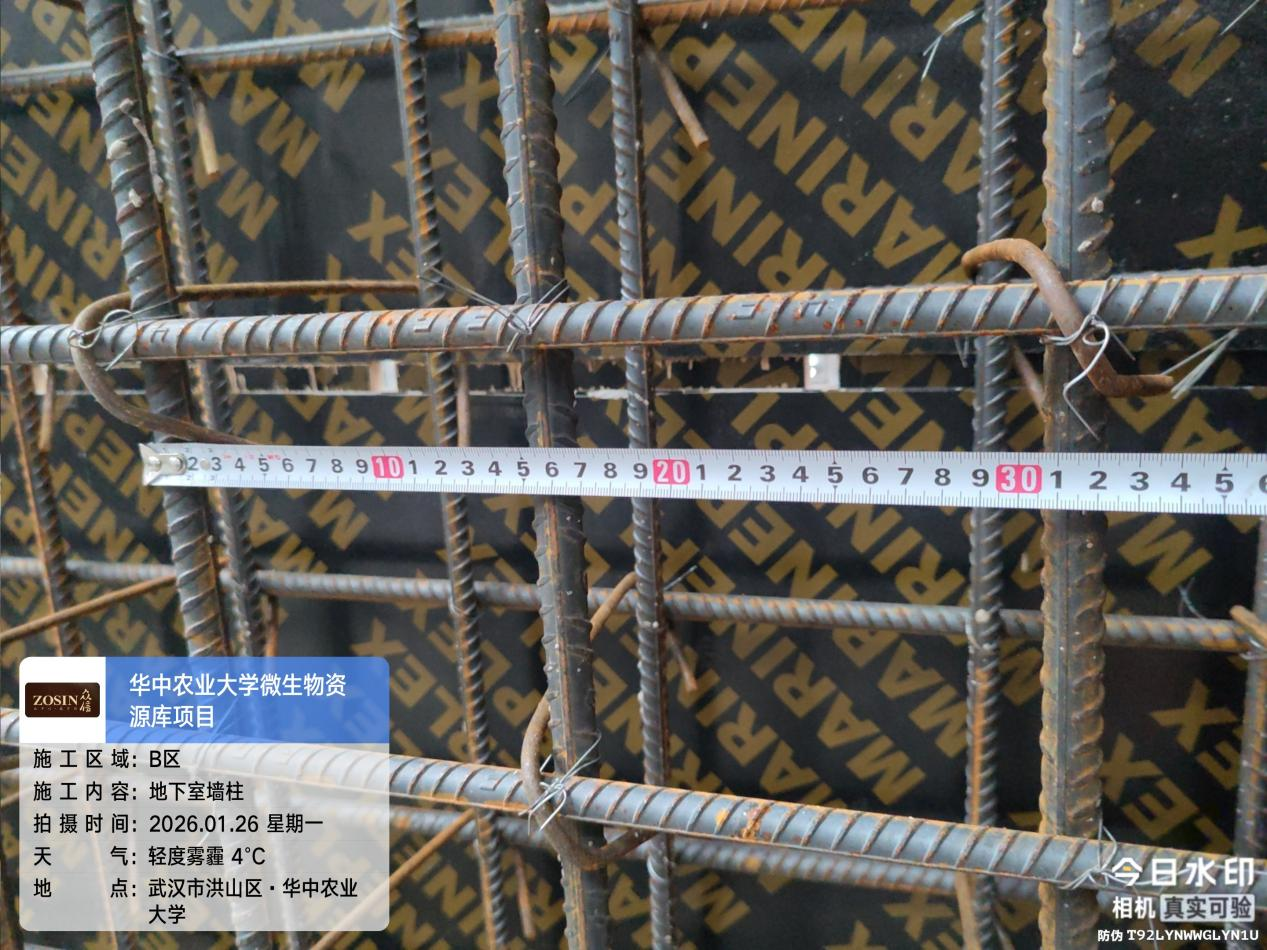 MARINEPLEX MARINEPLEX
2 3 4 5 6 7 8 9 10 1 2 3 4 5 6 7 8 9 20 1 2 3 4 5 6 7 8 9 30 1 2 3 4 5 6
ZOSIN 众信
华中农业大学微生物资
源库项目
施工区域：B区
施工内容：地下室墙柱
拍摄时间：2026.01.26 星期一
天气：轻度雾霾 4℃
地点：武汉市洪山区·华中农业
大学
今日水印
相机 真实可验
防伪 T92LYNWWGLYN1U